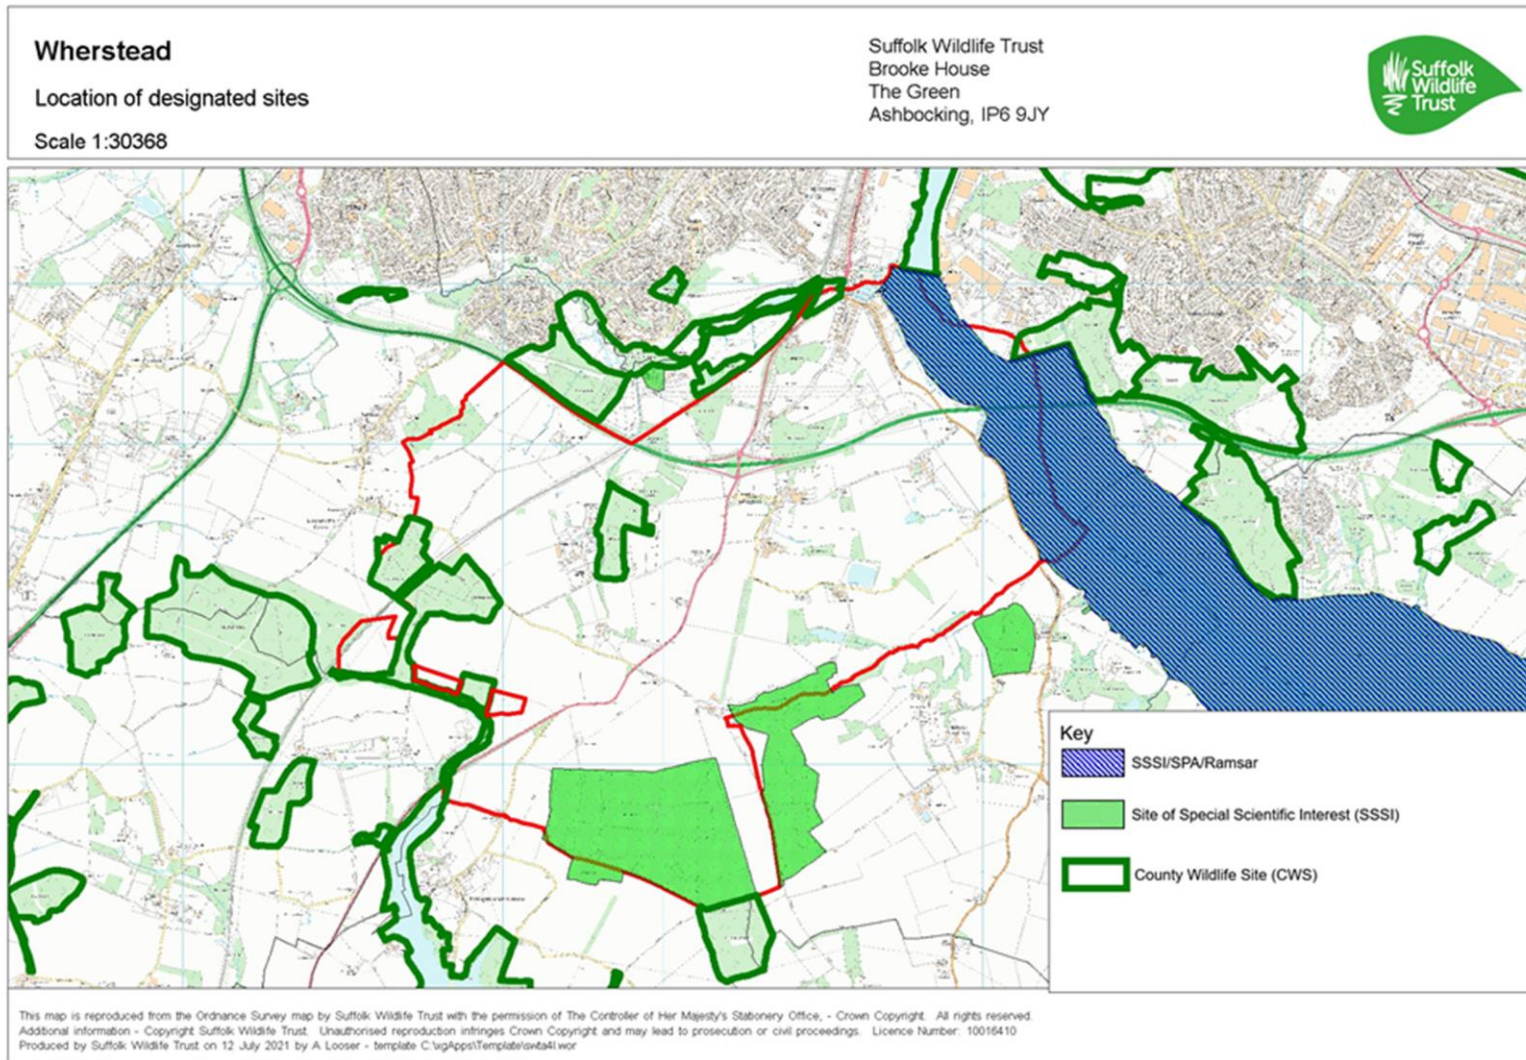 Wherstead
Location of designated sites
Scale 1:30368
Suffolk Wildlife Trust
Brooke House
The Green
Ashbocking, IP6 9JY
Suffolk
Wildlife
Trust
Key
SSSI/SPA/Ramsar
Site of Special Scientific Interest (SSSI)
County Wildlife Site (CWS)
This map is reproduced from the Ordnance Survey map by Suffolk Wildlife Trust with the permission of The Controller of Her Majesty's Stationery Office, - Crown Copyright. All rights reserved.
Additional information - Copyright Suffolk Wildlife Trust. Unauthorised reproduction infringes Crown Copyright and may lead to prosecution or civil proceedings. Licence Number: 10016410
Produced by Suffolk Wildlife Trust on 12 July 2021 by A Looser - template